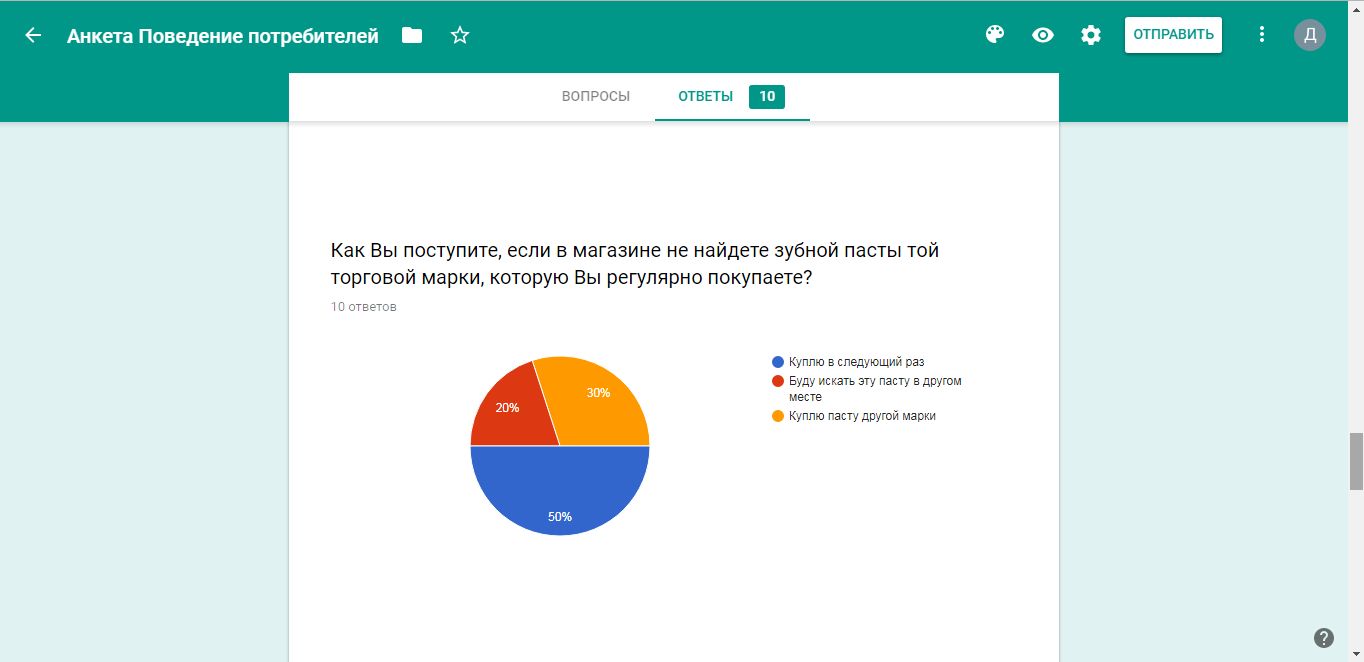 Анкета Поведение потребителей
ОТПРАВИТЬ
Д
ВОПРОСЫ
ОТВЕТЫ 10
Как Вы поступите, если в магазине не найдете зубной пасты той
торговой марки, которую Вы регулярно покупаете?
10 ответов
Куплю в следующий раз
Буду искать эту пасту в другом
месте
Куплю пасту другой марки
30%
20%
50%
?